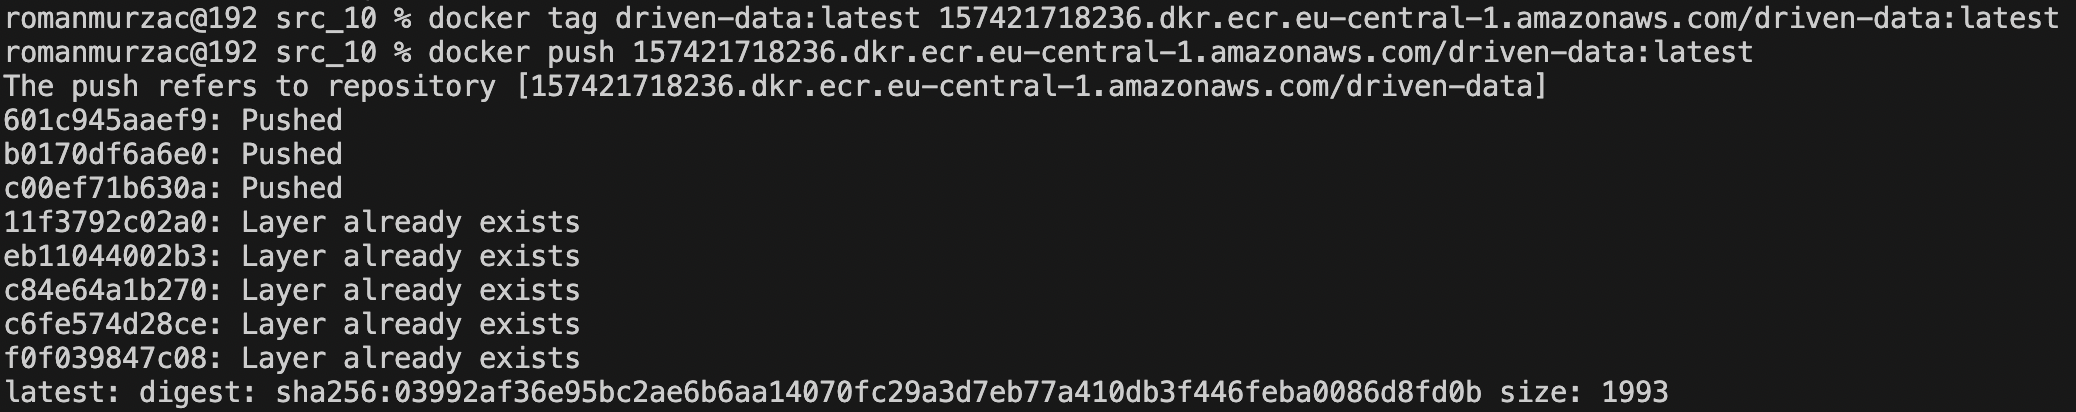 romanmurzac@192 src_10 % docker tag driven-data:latest 157421718236.dkr.ecr.eu-central-1.amazonaws.com/driven-data:latest
romanmurzac@192 src_10 % docker push 157421718236.dkr.ecr.eu-central-1.amazonaws.com/driven-data:latest
The push refers to repository [157421718236.dkr.ecr.eu-central-1.amazonaws.com/driven-data]
601c945aaef9: Pushed
b0170df6a6e0: Pushed
c00ef71b630a: Pushed
11f3792c02a0: Layer already exists
eb11044002b3: Layer already exists
c84e64a1b270: Layer already exists
c6fe574d28ce: Layer already exists
f0f039847c08: Layer already exists
latest: digest: sha256:03992af36e95bc2ae6b6aa14070fc29a3d7eb77a410db3f446feba0086d8fd0b size: 1993